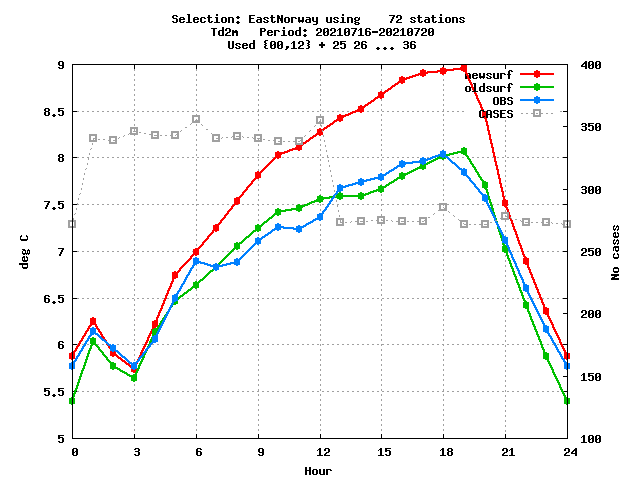 Selection: EastNorway using    72 stations
Td2m   Period: 20210716-20210720
Used {00,12} + 25 26 ... 36
9
8.5
8
7.5
7
6.5
6
5.5
5
400
350
300
250
200
150
100
newsurf
oldsurf
OBS
CASES
deg C
No cases
0 3 6 9 12 15 18 21 24
Hour